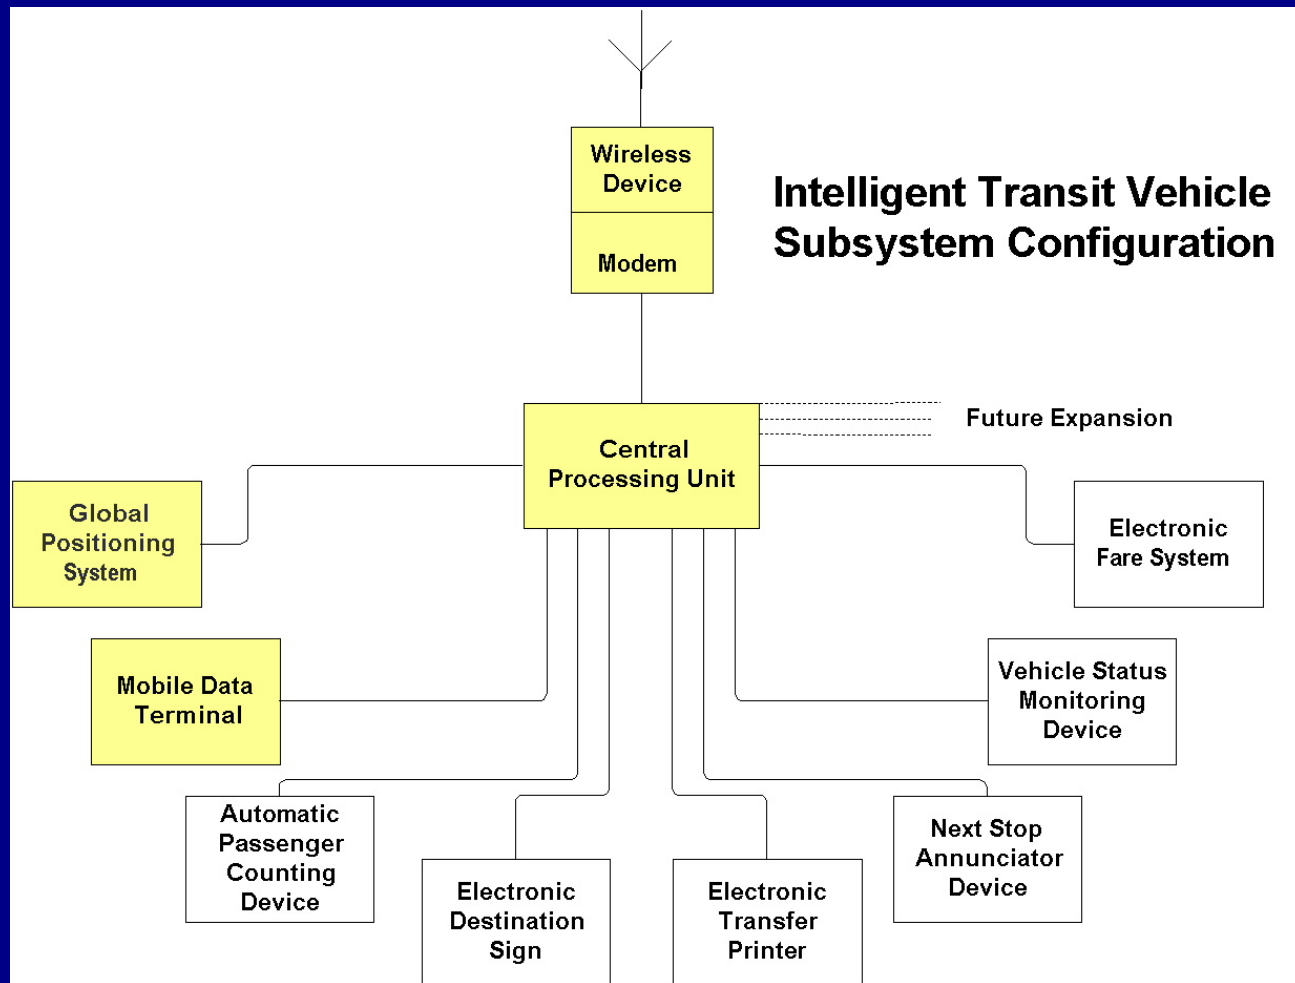 Wireless
Device
Modem
Intelligent Transit Vehicle
Subsystem Configuration
Future Expansion
Central
Processing Unit
Global
Positioning
System
Electronic
Fare System
Mobile Data
Terminal
Vehicle Status
Monitoring
Device
Automatic
Passenger
Counting
Device
Electronic
Destination
Sign
Electronic
Transfer
Printer
Next Stop
Annunciator
Device